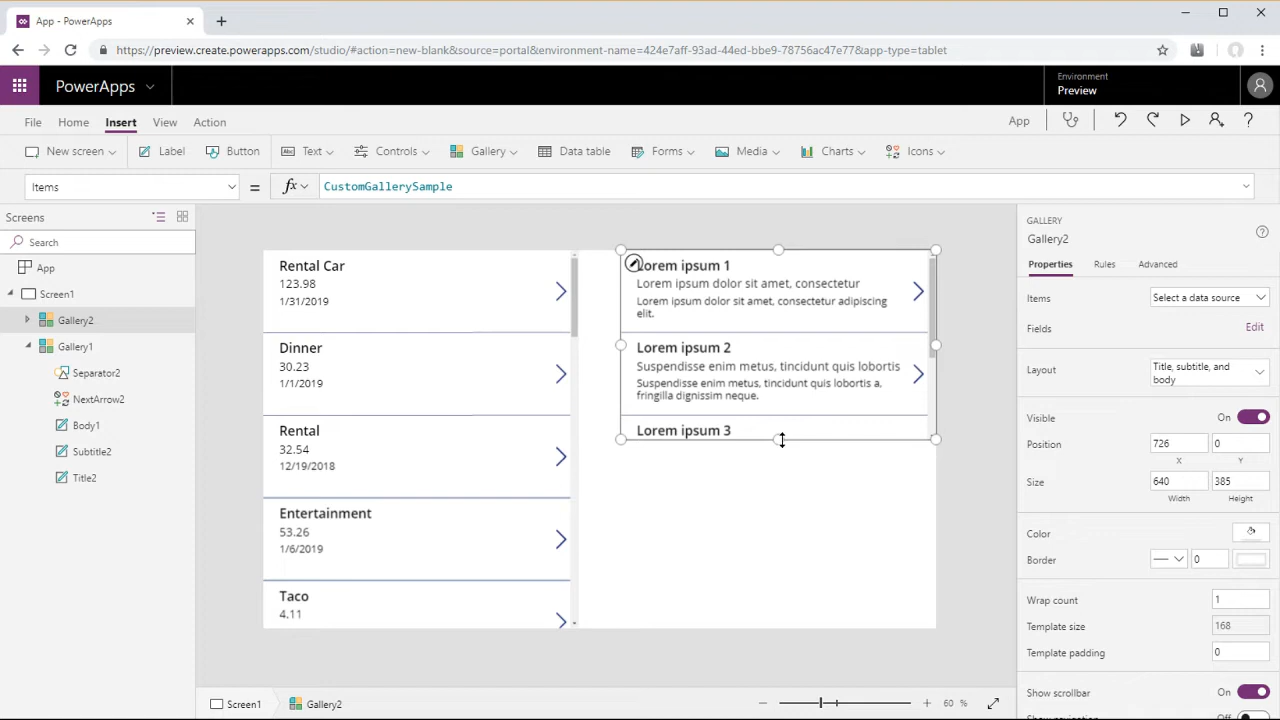 App - PowerApps
https://preview.create.powerapps.com/studio/#action=new-blank&source=portal&environment-name=424e7aff-93ad-44ed-bbe9-78756ac47e77&app-type=tablet
PowerApps
Environment
Preview
File Home Insert View Action App
New screen Label Button Text Controls Gallery Data table Forms Media Charts Icons
Items = fx CustomGallerySample
Screens
Search
App
Screen1
Gallery2
Gallery1
Separator2
NextArrow2
Body1
Subtitle2
Title2
Rental Car
123.98
1/31/2019
Dinner
30.23
1/1/2019
Rental
32.54
12/19/2018
Entertainment
53.26
1/6/2019
Taco
4.11
Lorem ipsum 1
Lorem ipsum dolor sit amet, consectetur
Lorem ipsum dolor sit amet, consectetur adipiscing
elit.
Lorem ipsum 2
Suspendisse enim metus, tincidunt quis lobortis
Suspendisse enim metus, tincidunt quis lobortis a,
fringilla dignissim neque.
Lorem ipsum 3
GALLERY
Gallery2
Properties Rules Advanced
Items Select a data source
Fields Edit
Layout Title, subtitle, and
body
Visible On
Position 726 0
X Y
Size 640 385
Width Height
Color
Border 0
Wrap count 1
Template size 168
Template padding 0
Show scrollbar On
Show navigation Off
Screen1 Gallery2 60 %